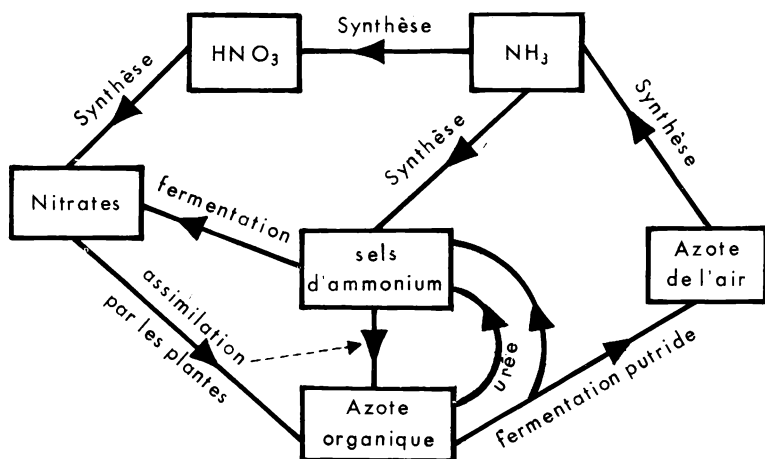 Synthèse
HNO₃
NH₃
Synthèse
Synthèse
Synthèse
Nitrates
fermentation
sels
d'ammonium
Azote
de l'air
assimilation
par les plantes
urée
Azote
organique
fermentation putride